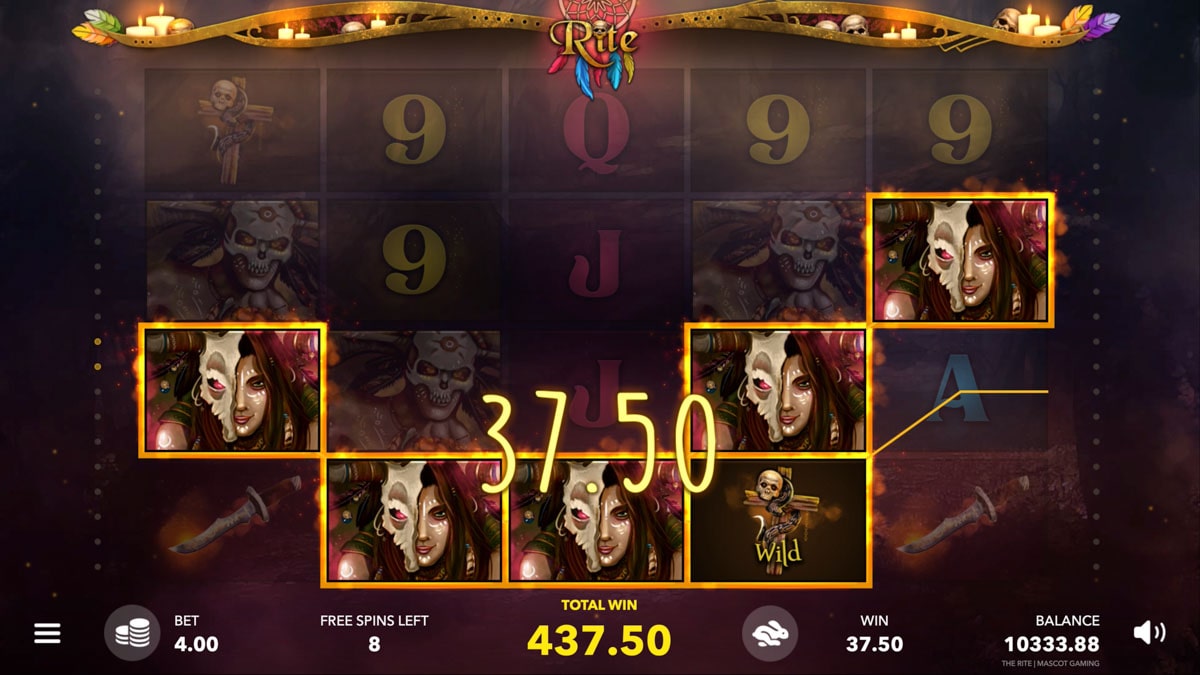 Rite
9 Q 9 9
9 J
J A
37.50
Wild
BET
4.00
FREE SPINS LEFT
8
TOTAL WIN
437.50
WIN
37.50
BALANCE
10333.88
THE RITE | MASCOT GAMING